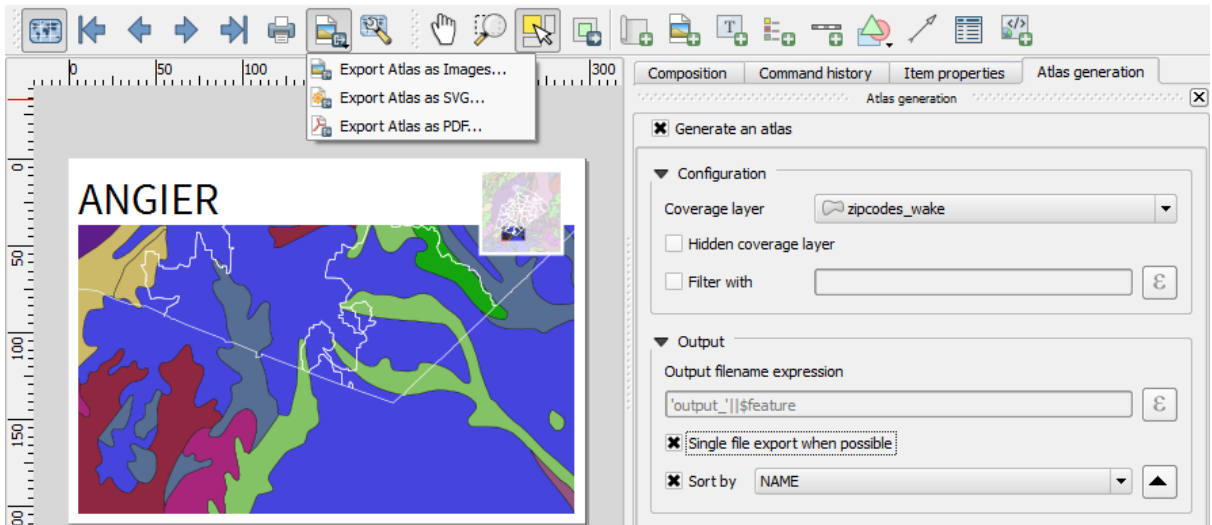 0 50 100 300
Export Atlas as Images...
Export Atlas as SVG...
Export Atlas as PDF...
0
50
100
150
ANGIER
Composition Command history Item properties Atlas generation
Atlas generation
Generate an atlas
Configuration
Coverage layer zipcodes_wake
Hidden coverage layer
Filter with ε
Output
Output filename expression
'output_'||$feature ε
Single file export when possible
Sort by NAME